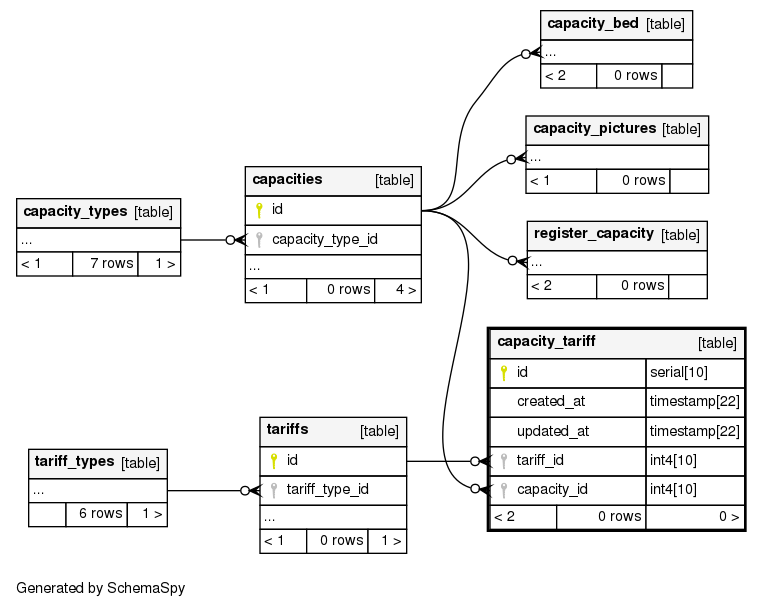 capacity_bed [table]
...
< 2 0 rows
capacity_pictures [table]
...
< 1 0 rows
capacities [table]
id
capacity_type_id
...
< 1 0 rows 4 >
capacity_types [table]
...
< 1 7 rows 1 >
register_capacity [table]
...
< 2 0 rows
capacity_tariff [table]
id serial[10]
created_at timestamp[22]
updated_at timestamp[22]
tariff_id int4[10]
capacity_id int4[10]
< 2 0 rows 0 >
tariffs [table]
id
tariff_type_id
...
< 1 0 rows 1 >
tariff_types [table]
...
6 rows 1 >
Generated by SchemaSpy